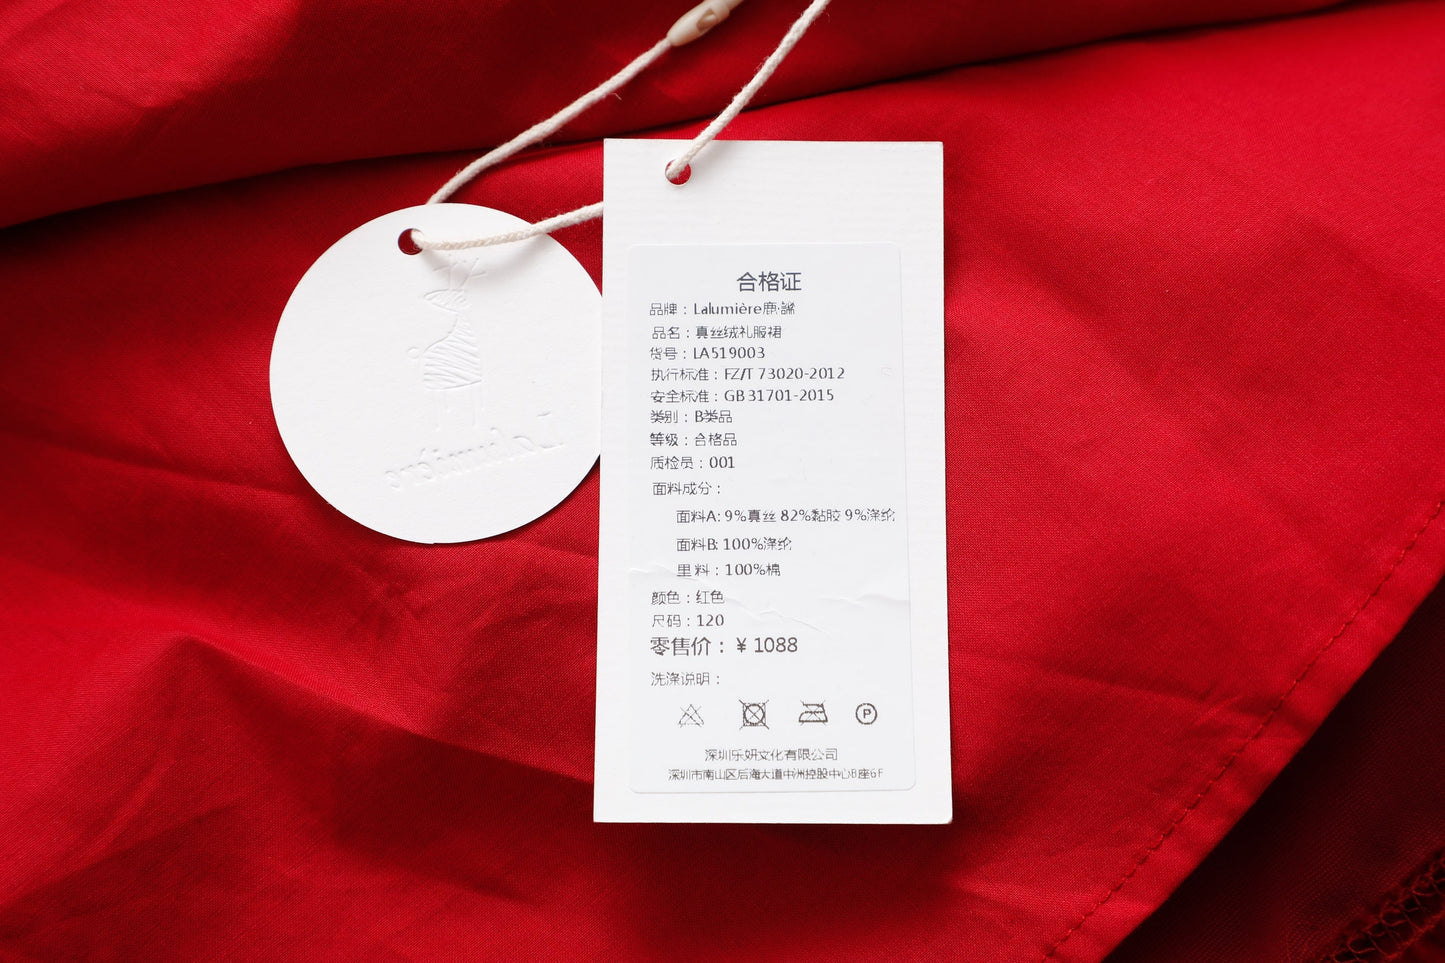 合格证
品牌：Lalumière鹿·谧
品名：真丝绒礼服裙
货号：LA519003
执行标准：FZ/T 73020-2012
安全标准：GB 31701-2015
类别：B类品
等级：合格品
质检员：001
面料成分：
面料A: 9%真丝 82%黏胶 9%涤纶
面料B: 100%涤纶
里料：100%棉
颜色：红色
尺码：120
零售价：¥ 1088
洗涤说明：
P
深圳乐妍文化有限公司
深圳市南山区后海大道中洲控股中心B座6F
Lalumière